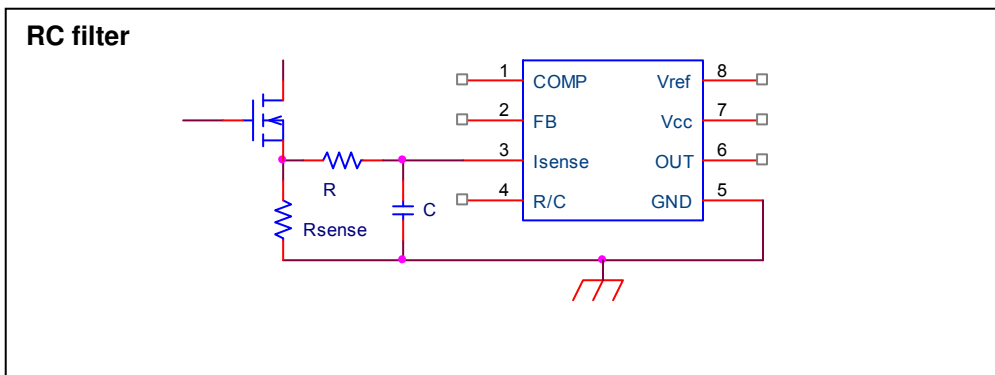 RC filter
1
COMP
Vref
8
2
FB
Vcc
7
3
Isense
OUT
6
4
R/C
GND
5
R
C
Rsense